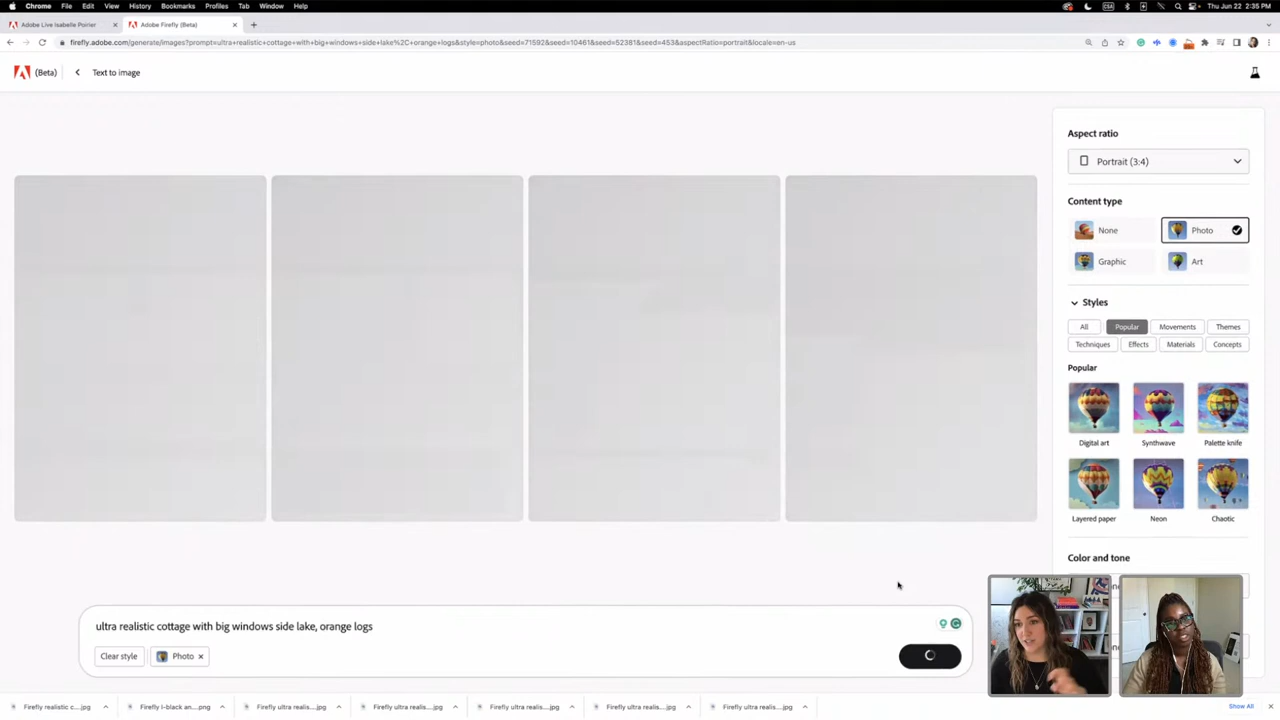 Chrome File Edit View History Bookmarks Profiles Tab Window Help
Thu Jun 22 2:35 PM
Adobe Live Isabelle Poirier
Adobe Firefly (Beta)
firefly.adobe.com/generate/images?prompt=ultra+realistic+cottage+with+big+windows+side+lake%2C+orange+logs&style=photo&seed=71592&seed=10461&seed=52381&seed=453&aspectRatio=portrait&locale=en-us
(Beta)
Text to image
Aspect ratio
Portrait (3:4)
Content type
None
Photo
Graphic
Art
Styles
All Popular Movements Themes
Techniques Effects Materials Concepts
Popular
Digital art Synthwave Palette knife
Layered paper Neon Chaotic
Color and tone
ultra realistic cottage with big windows side lake, orange logs
Clear style
Photo
Firefly realistic c....jpg
Firefly I-black an....png
Firefly ultra realis....jpg
Firefly ultra realis....jpg
Firefly ultra realis....jpg
Firefly ultra realis....jpg
Firefly ultra realis....jpg
Show All